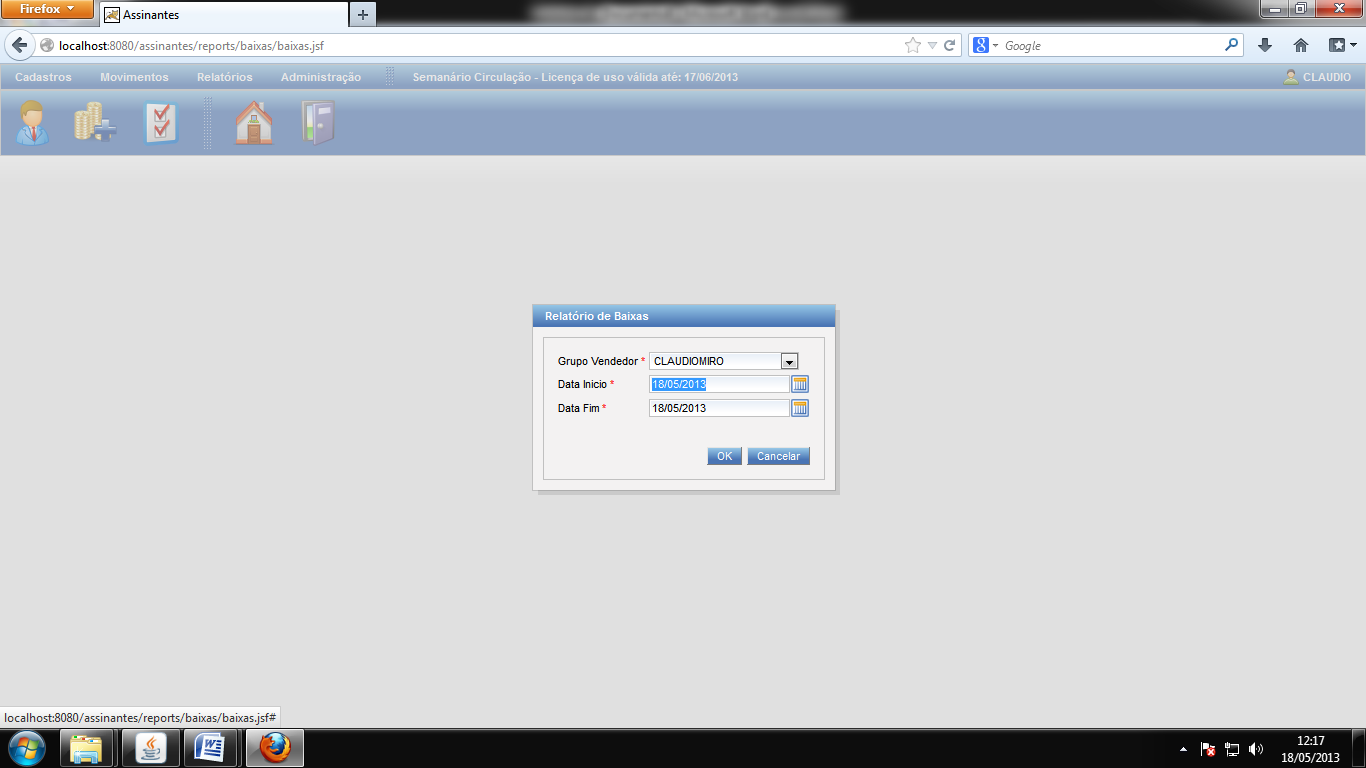 Firefox
Assinantes
localhost:8080/assinantes/reports/baixas/baixas.jsf
Google
Cadastros Movimentos Relatórios Administração Semanário Circulação - Licença de uso válida até: 17/06/2013 CLAUDIO
Relatório de Baixas
Grupo Vendedor * CLAUDIOMIRO
Data Inicio * 18/05/2013
Data Fim * 18/05/2013
OK Cancelar
localhost:8080/assinantes/reports/baixas/baixas.jsf#
12:17
18/05/2013